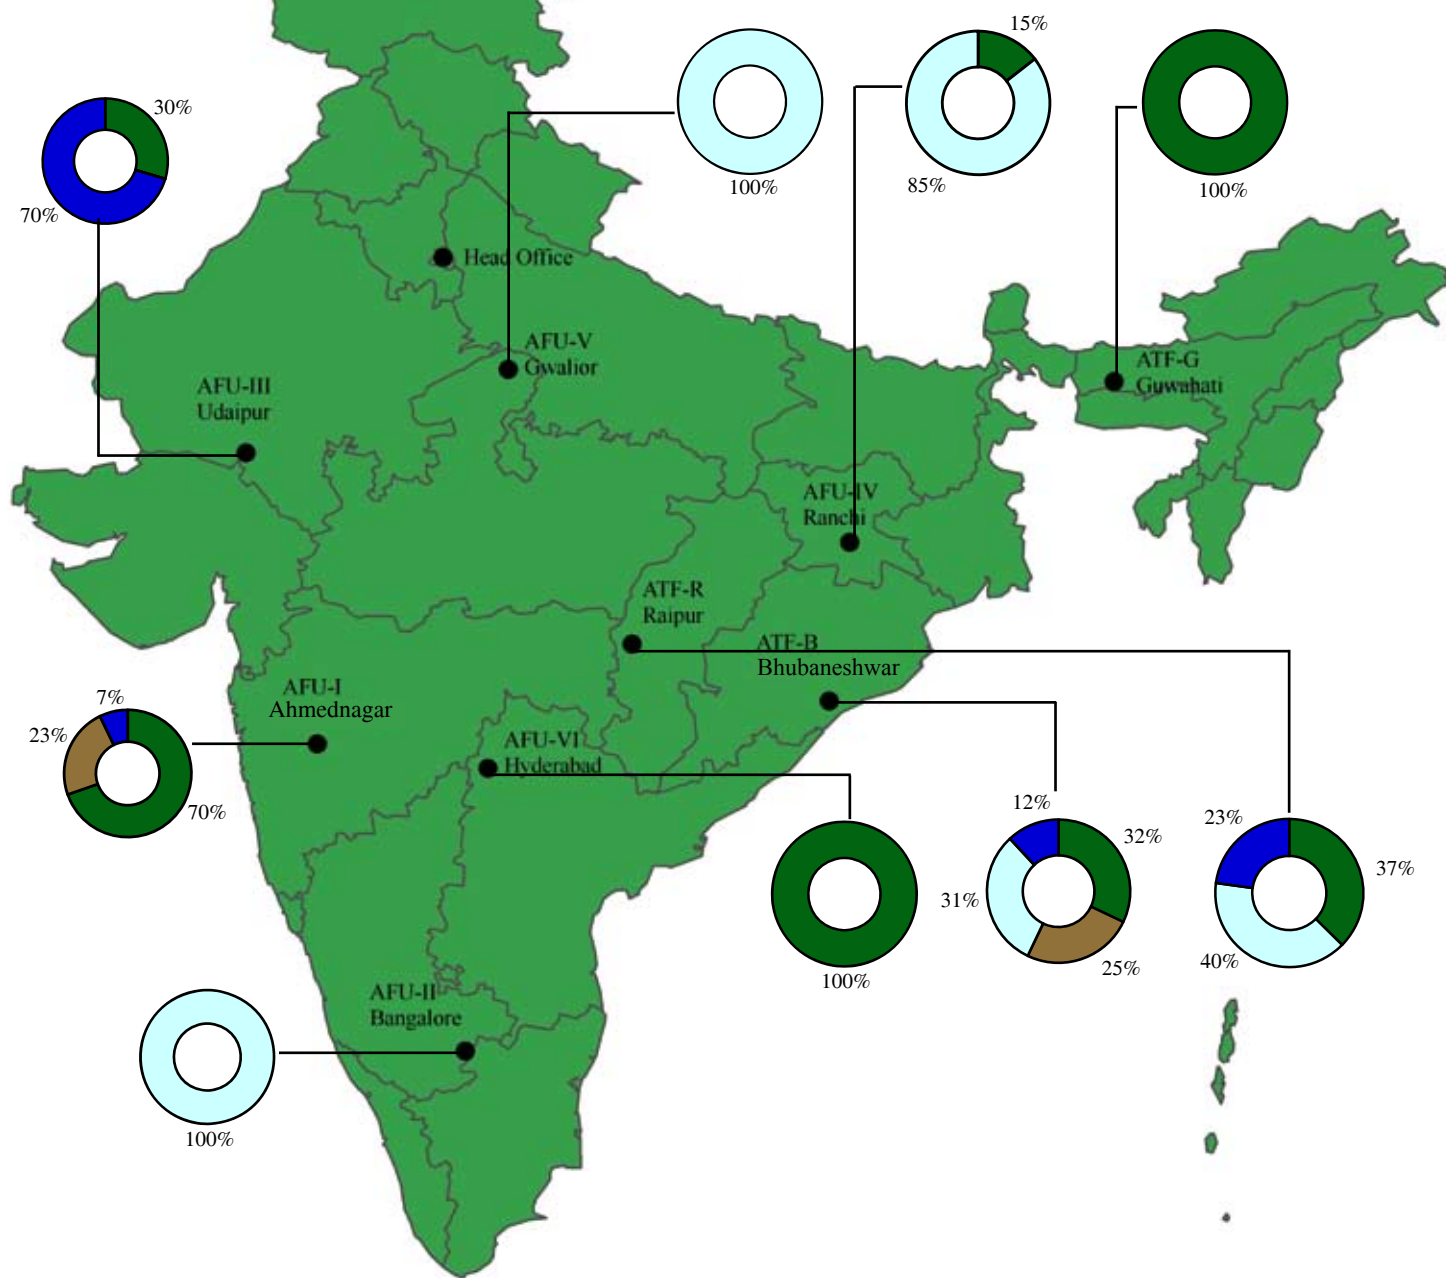 15%
30%
100%
85%
100%
70%
Head Office
AFU-V
Gwalior
ATF-G
Guwahati
AFU-III
Udaipur
AFU-IV
Ranchi
ATF-R
Raipur
ATF-B
Bhubaneshwar
AFU-I
Ahmednagar
7%
23%
70%
AFU-VI
Hyderabad
12%
32%
31%
25%
23%
37%
40%
100%
AFU-II
Bangalore
100%